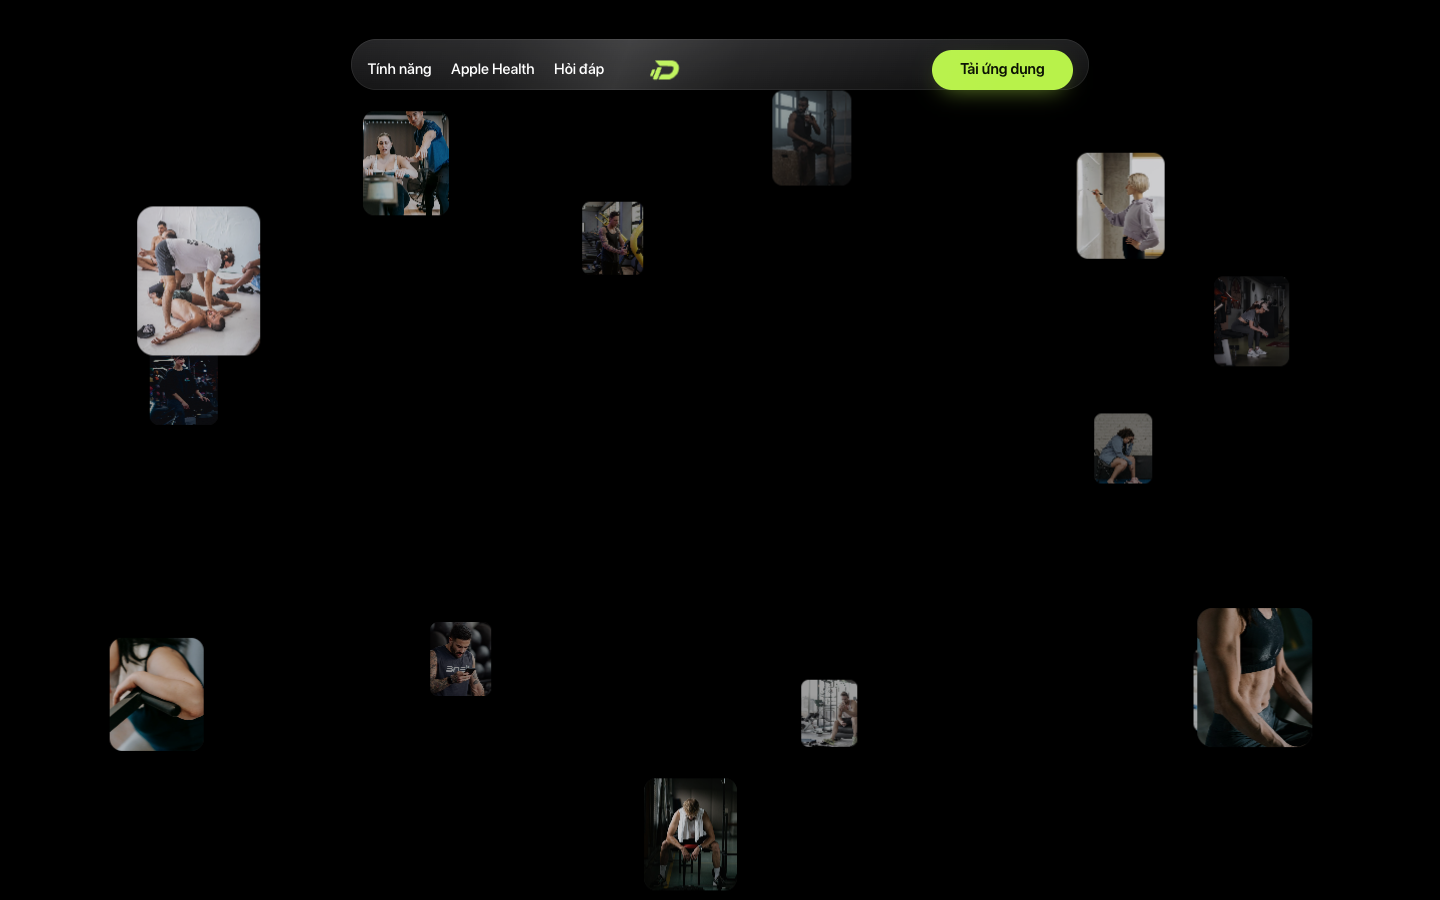 Tính năng
Apple Health
Hỏi đáp
Tải ứng dụng